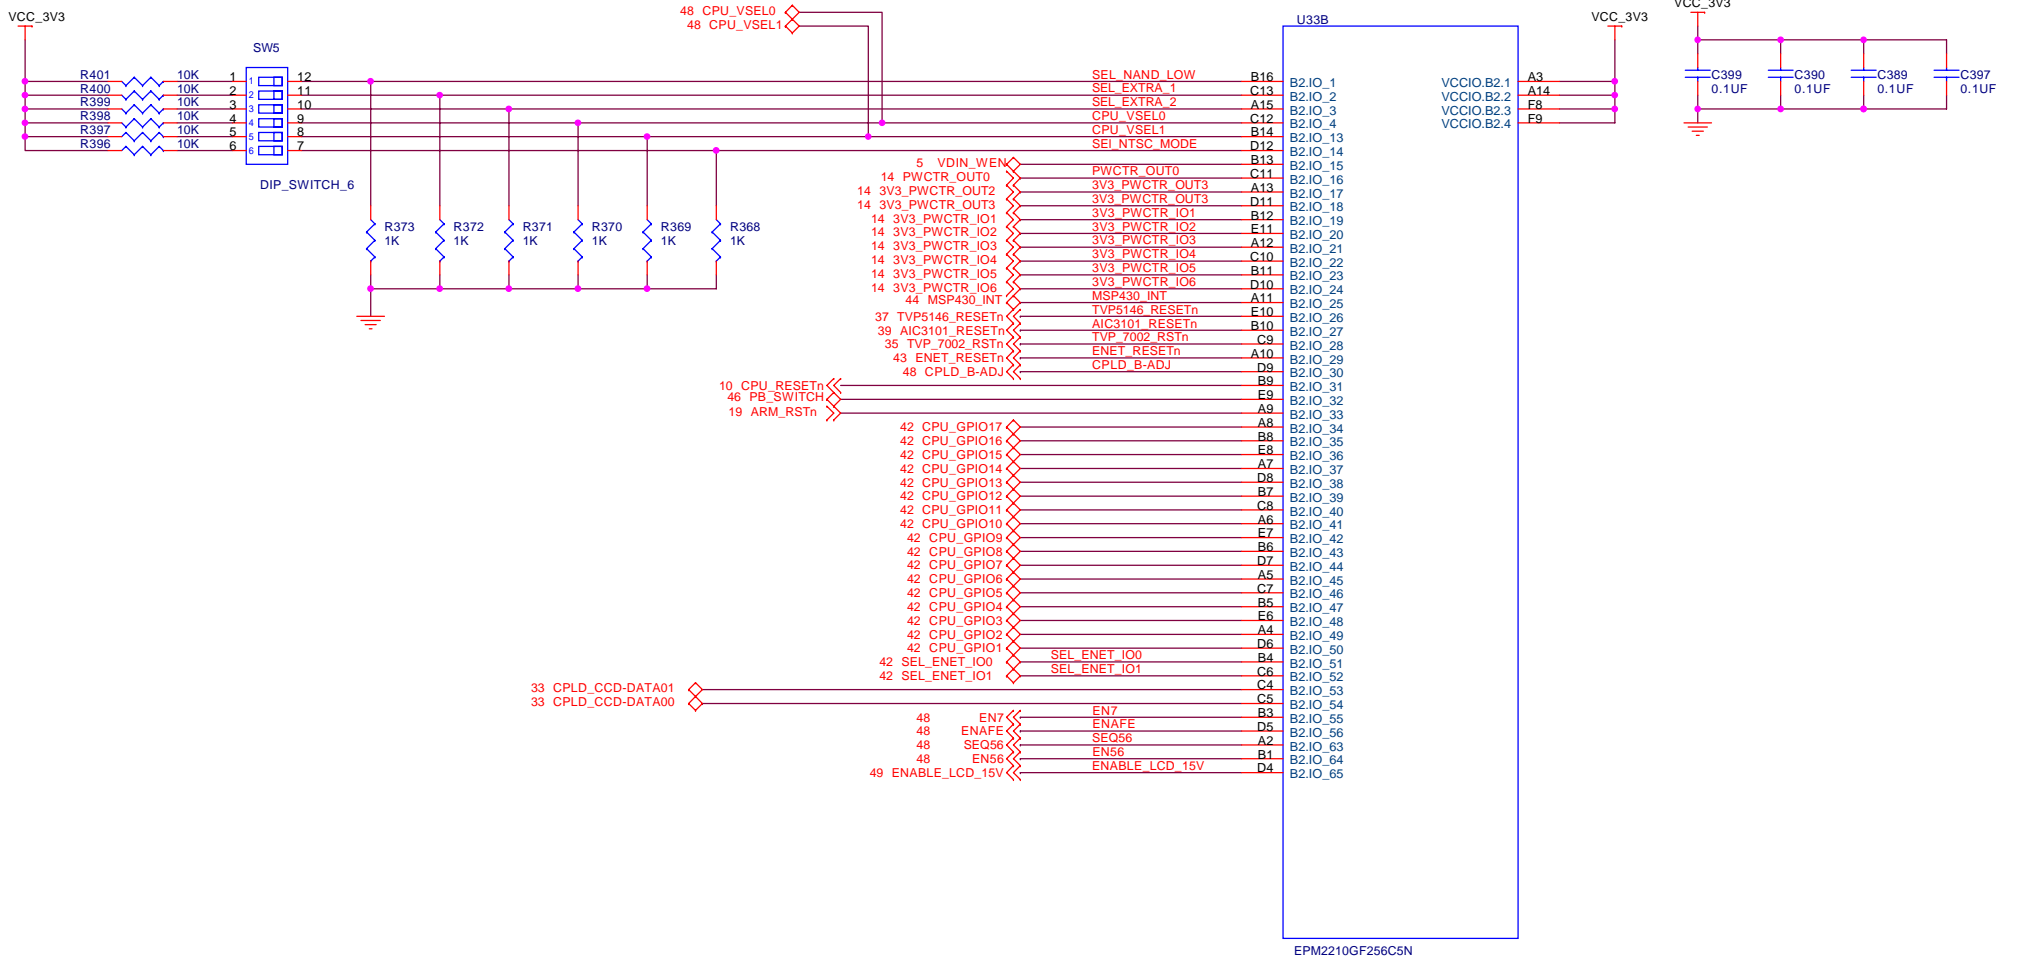 VCC_3V3
48 CPU_VSEL0
48 CPU_VSEL1
U33B
VCC_3V3
VCC_3V3
SW5
R401 10K 1 1 12 SEL_NAND_LOW B16 B2.IO_1 VCCIO.B2.1 A3
R400 10K 2 2 11 SEL_EXTRA_1 C13 B2.IO_2 VCCIO.B2.2 A14
R399 10K 3 3 10 SEL_EXTRA_2 A15 B2.IO_3 VCCIO.B2.3 F8
R398 10K 4 4 9 CPU_VSEL0 C12 B2.IO_4 VCCIO.B2.4 F9
R397 10K 5 5 8 CPU_VSEL1 B14 B2.IO_13
R396 10K 6 6 7 SEI_NTSC_MODE D12 B2.IO_14
C399 0.1UF
C390 0.1UF
C389 0.1UF
C397 0.1UF
DIP_SWITCH_6
R373 1K
R372 1K
R371 1K
R370 1K
R369 1K
R368 1K
5 VDIN_WEN B13 B2.IO_15
14 PWCTR_OUT0 PWCTR_OUT0 C11 B2.IO_16
14 3V3_PWCTR_OUT2 3V3_PWCTR_OUT3 A13 B2.IO_17
14 3V3_PWCTR_OUT3 3V3_PWCTR_OUT3 D11 B2.IO_18
14 3V3_PWCTR_IO1 3V3_PWCTR_IO1 B12 B2.IO_19
14 3V3_PWCTR_IO2 3V3_PWCTR_IO2 E11 B2.IO_20
14 3V3_PWCTR_IO3 3V3_PWCTR_IO3 A12 B2.IO_21
14 3V3_PWCTR_IO4 3V3_PWCTR_IO4 C10 B2.IO_22
14 3V3_PWCTR_IO5 3V3_PWCTR_IO5 B11 B2.IO_23
14 3V3_PWCTR_IO6 3V3_PWCTR_IO6 D10 B2.IO_24
44 MSP430_INT MSP430_INT A11 B2.IO_25
37 TVP5146_RESETn TVP5146_RESETn E10 B2.IO_26
39 AIC3101_RESETn AIC3101_RESETn B10 B2.IO_27
35 TVP_7002_RSTn TVP_7002_RSTn C9 B2.IO_28
43 ENET_RESETn ENET_RESETn A10 B2.IO_29
48 CPLD_B-ADJ CPLD_B-ADJ D9 B2.IO_30
10 CPU_RESETn B9 B2.IO_31
46 PB_SWITCH E9 B2.IO_32
19 ARM_RSTn A9 B2.IO_33
42 CPU_GPIO17 A8 B2.IO_34
42 CPU_GPIO16 B8 B2.IO_35
42 CPU_GPIO15 E8 B2.IO_36
42 CPU_GPIO14 A7 B2.IO_37
42 CPU_GPIO13 D8 B2.IO_38
42 CPU_GPIO12 B7 B2.IO_39
42 CPU_GPIO11 C8 B2.IO_40
42 CPU_GPIO10 A6 B2.IO_41
42 CPU_GPIO9 E7 B2.IO_42
42 CPU_GPIO8 B6 B2.IO_43
42 CPU_GPIO7 D7 B2.IO_44
42 CPU_GPIO6 A5 B2.IO_45
42 CPU_GPIO5 C7 B2.IO_46
42 CPU_GPIO4 B5 B2.IO_47
42 CPU_GPIO3 E6 B2.IO_48
42 CPU_GPIO2 A4 B2.IO_49
42 CPU_GPIO1 D6 B2.IO_50
42 SEL_ENET_IO0 SEL_ENET_IO0 B4 B2.IO_51
42 SEL_ENET_IO1 SEL_ENET_IO1 C6 B2.IO_52
33 CPLD_CCD-DATA01 C4 B2.IO_53
33 CPLD_CCD-DATA00 C5 B2.IO_54
48 EN7 EN7 B3 B2.IO_55
48 ENAFE ENAFE D5 B2.IO_56
48 SEQ56 SEQ56 A2 B2.IO_63
48 EN56 EN56 B1 B2.IO_64
49 ENABLE_LCD_15V ENABLE_LCD_15V D4 B2.IO_65
EPM2210GF256C5N